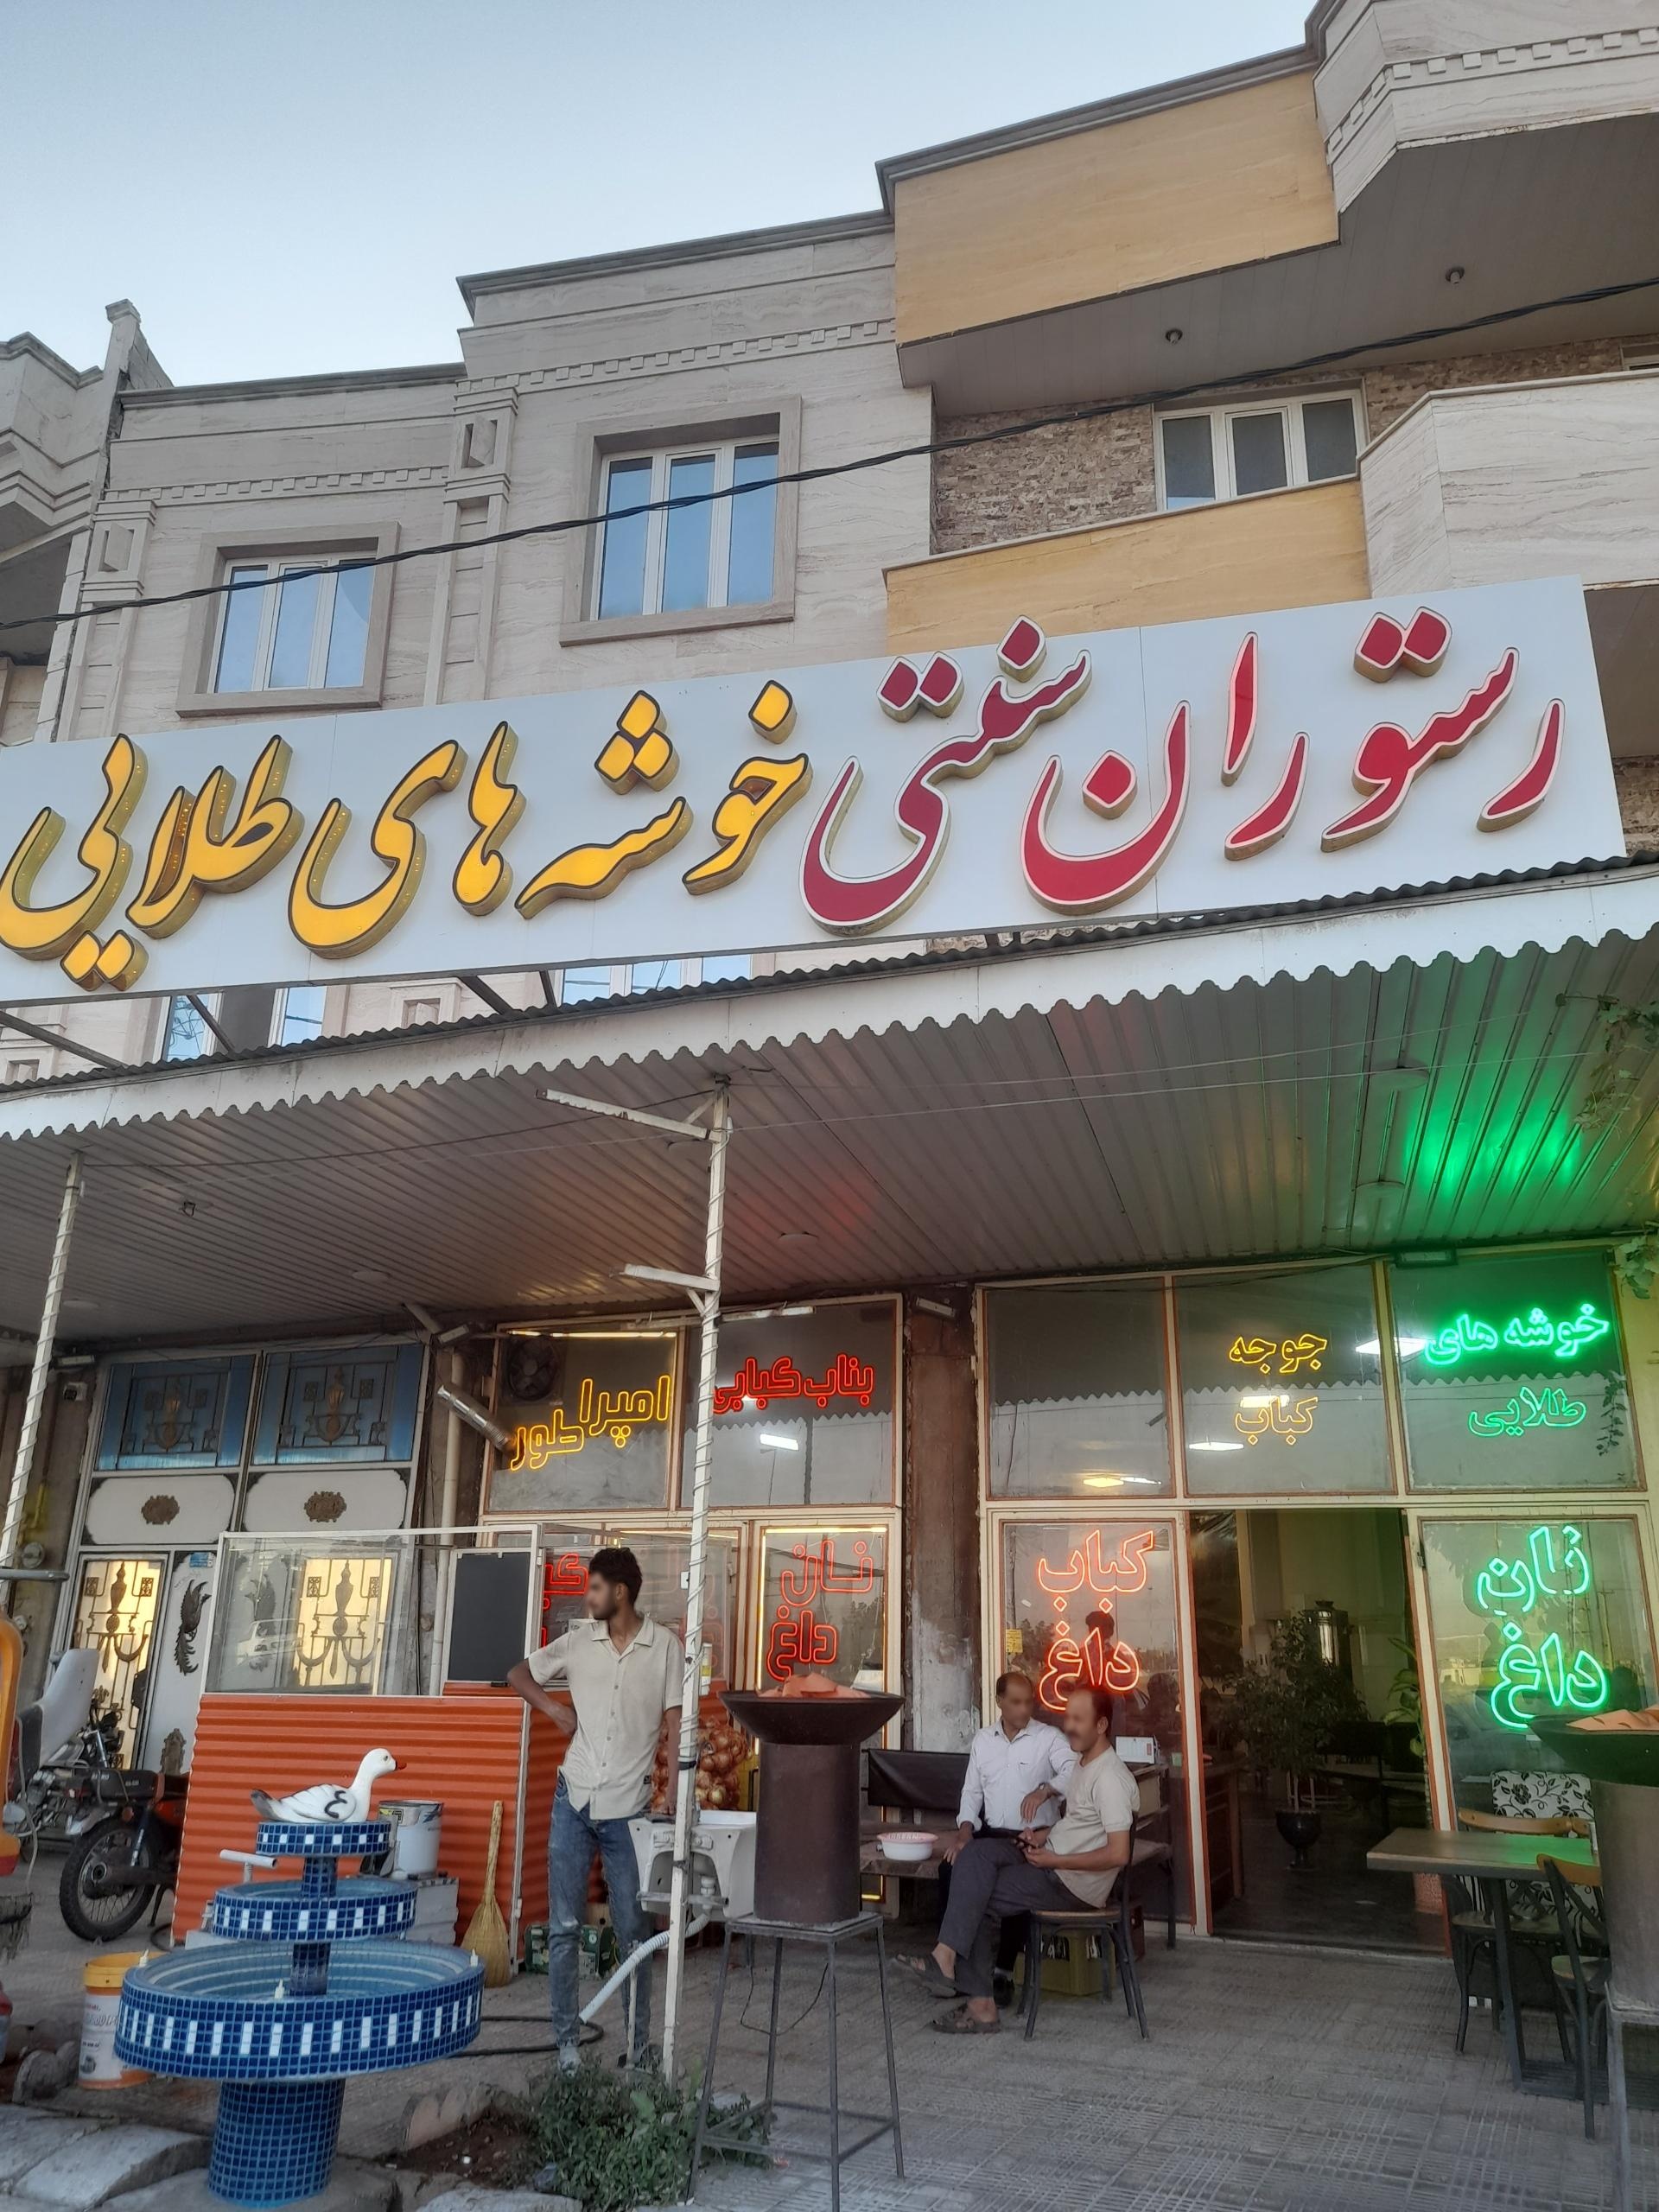 رستوران سنتی خوشه های طلایی
خوشه های
طلایی
جوجه
کباب
بناب کبابی
امپراطور
نان
داغ
کباب
داغ
نان
داغ